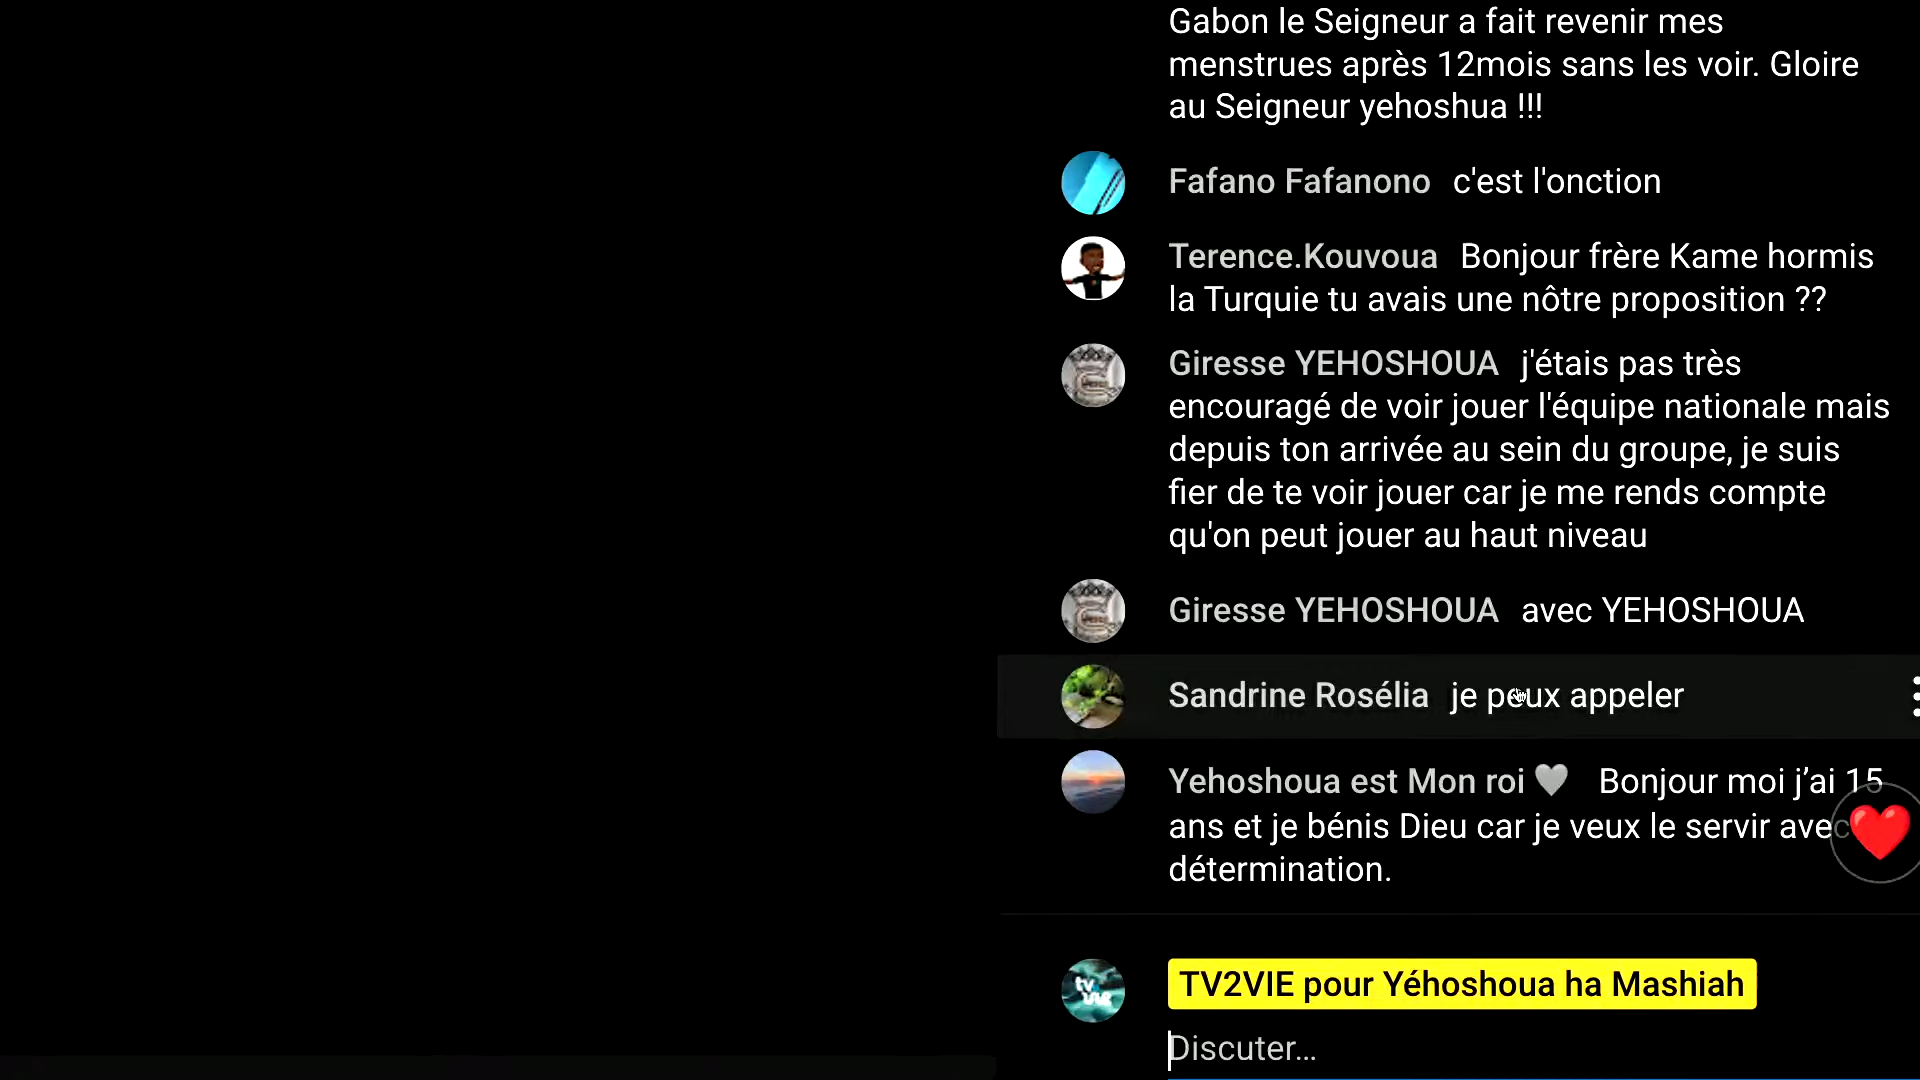 Gabon le Seigneur a fait revenir mes
menstrues après 12mois sans les voir. Gloire
au Seigneur yehoshua !!!
Fafano Fafanono c'est l'onction
Terence.Kouvoua Bonjour frère Kame hormis
la Turquie tu avais une nôtre proposition ??
Giresse YEHOSHOUA j'étais pas très
encouragé de voir jouer l'équipe nationale mais
depuis ton arrivée au sein du groupe, je suis
fier de te voir jouer car je me rends compte
qu'on peut jouer au haut niveau
Giresse YEHOSHOUA avec YEHOSHOUA
Sandrine Rosélia je peux appeler
Yehoshoua est Mon roi 🤍 Bonjour moi j’ai 15
ans et je bénis Dieu car je veux le servir avec
détermination.
tv2vie
TV2VIE pour Yéhoshoua ha Mashiah
Discuter...